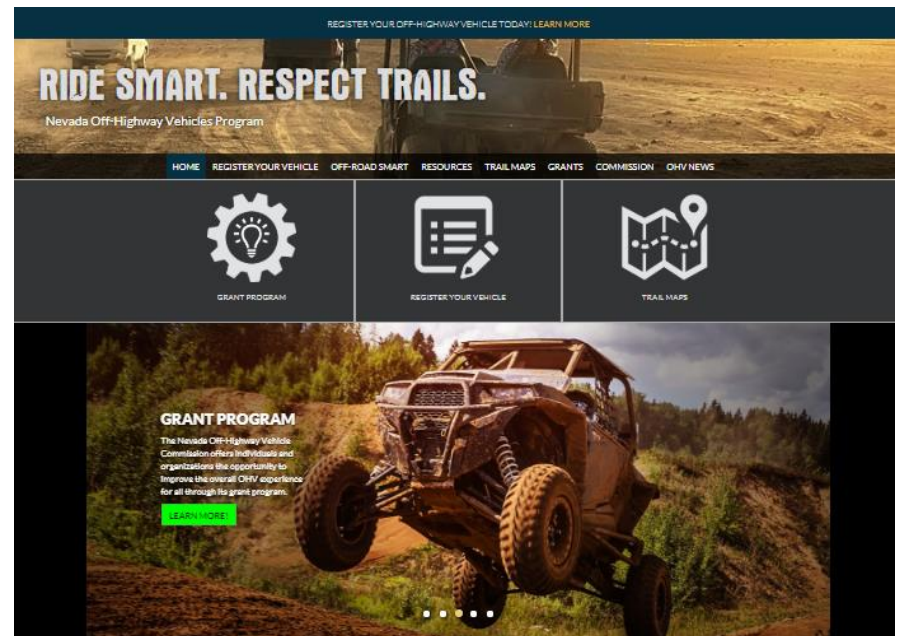 REGISTER YOUR OFF-HIGHWAY VEHICLE TODAY! LEARN MORE
RIDE SMART. RESPECT TRAILS.
Nevada Off-Highway Vehicles Program
HOME REGISTER YOUR VEHICLE OFF-ROAD SMART RESOURCES TRAIL MAPS GRANTS COMMISSION OHV NEWS
GRANT PROGRAM REGISTER YOUR VEHICLE TRAIL MAPS
GRANT PROGRAM
The Nevada Off-Highway Vehicle
Commission offers individuals and
organizations the opportunity to
improve the overall OHV experience
for all through its grant program.
LEARN MORE!